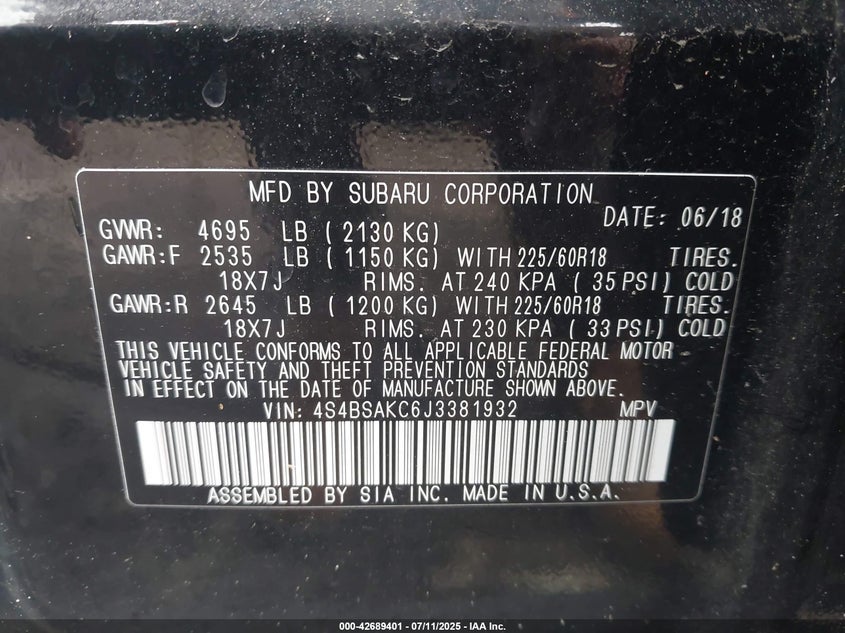 MFD BY SUBARU CORPORATION
DATE: 06/18
GVWR: 4695 LB ( 2130 KG)
GAWR:F 2535 LB ( 1150 KG) WITH 225/60R18 TIRES.
18X7J RIMS. AT 240 KPA ( 35 PSI) COLD
GAWR:R 2645 LB ( 1200 KG) WITH 225/60R18 TIRES.
18X7J RIMS. AT 230 KPA ( 33 PSI) COLD
THIS VEHICLE CONFORMS TO ALL APPLICABLE FEDERAL MOTOR
VEHICLE SAFETY AND THEFT PREVENTION STANDARDS
IN EFFECT ON THE DATE OF MANUFACTURE SHOWN ABOVE.
VIN: 4S4BSAKC6J3381932 MPV
ASSEMBLED BY SIA INC. MADE IN U.S.A.
000-42689401 - 07/11/2025 - IAA Inc.